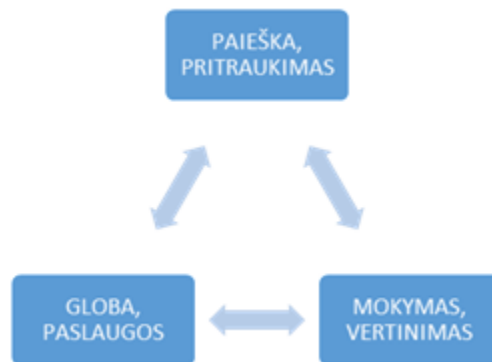 PAIEŠKA,
PRITRAUKIMAS
GLOBA,
PASLAUGOS
MOKYMAS,
VERTINIMAS